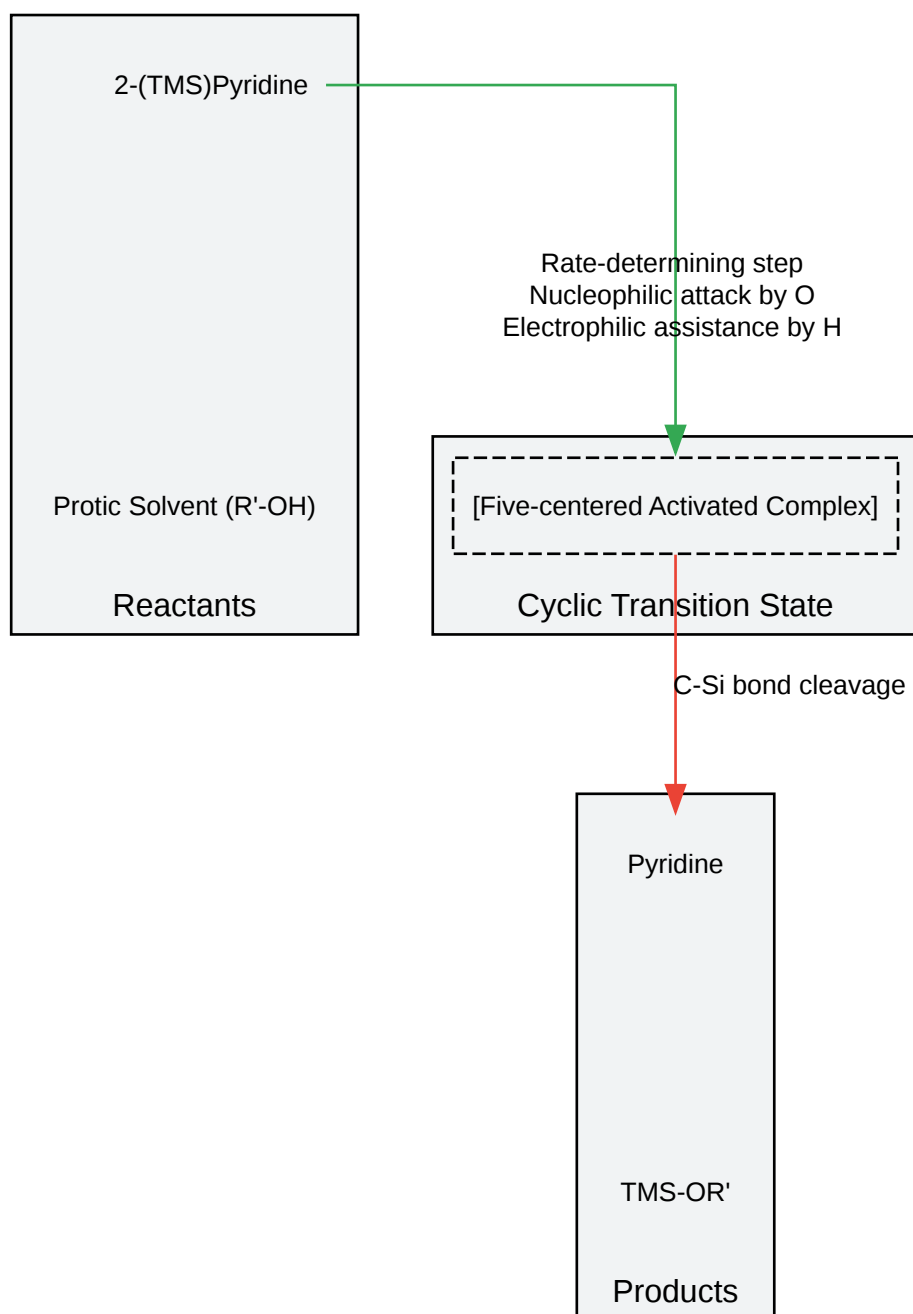 2-(TMS)Pyridine
Rate-determining step
Nucleophilic attack by O
Electrophilic assistance by H
Protic Solvent (R'-OH)
[Five-centered Activated Complex]
Reactants
Cyclic Transition State
C-Si bond cleavage
Pyridine
TMS-OR'
Products